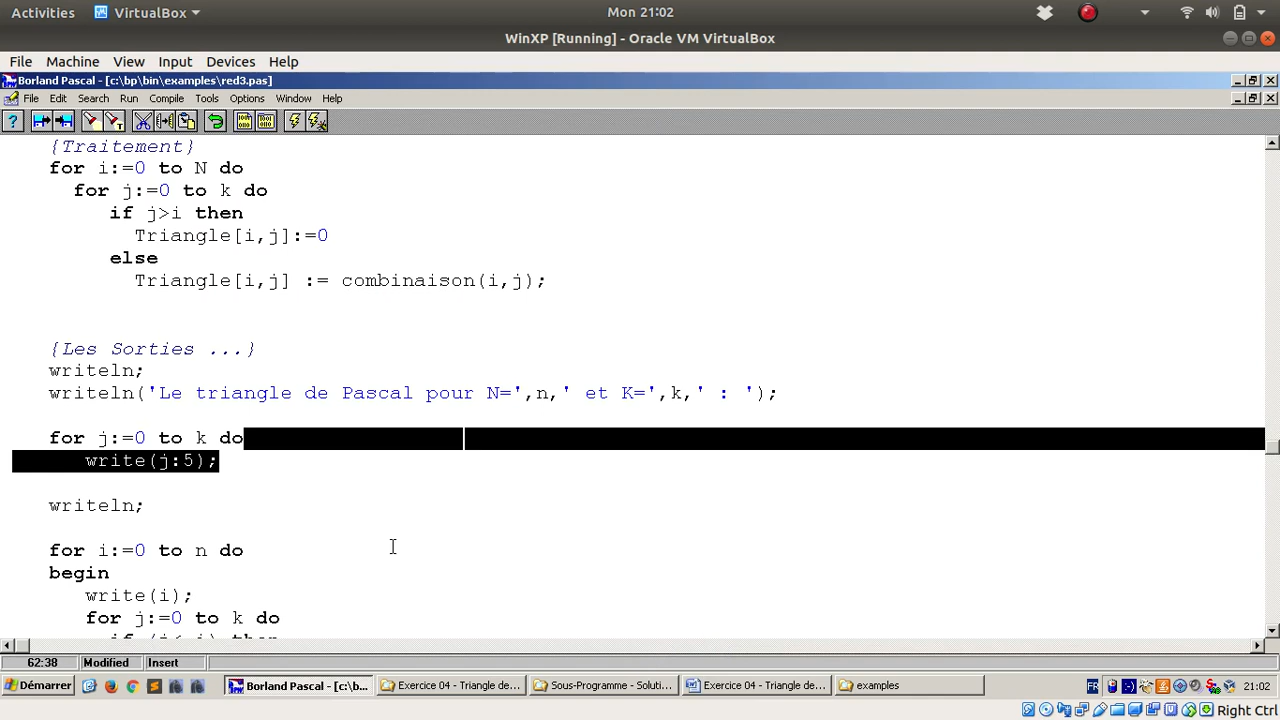 Activities VirtualBox Mon 21:02
WinXP [Running] - Oracle VM VirtualBox
File Machine View Input Devices Help
Borland Pascal - [c:\bp\bin\examples\red3.pas]
File Edit Search Run Compile Tools Options Window Help
{Traitement}
for i:=0 to N do
for j:=0 to k do
if j>i then
Triangle[i,j]:=0
else
Triangle[i,j] := combinaison(i,j);
{Les Sorties ...}
writeln;
writeln('Le triangle de Pascal pour N=',n,' et K=',k,' : ');
for j:=0 to k do
write(j:5);
writeln;
for i:=0 to n do
begin
write(i);
for j:=0 to k do
62:38 Modified Insert
Démarrer Borland Pascal - [c:\b... Exercice 04 - Triangle de... Sous-Programme - Soluti... Exercice 04 - Triangle de... examples FR 21:02
Right Ctrl